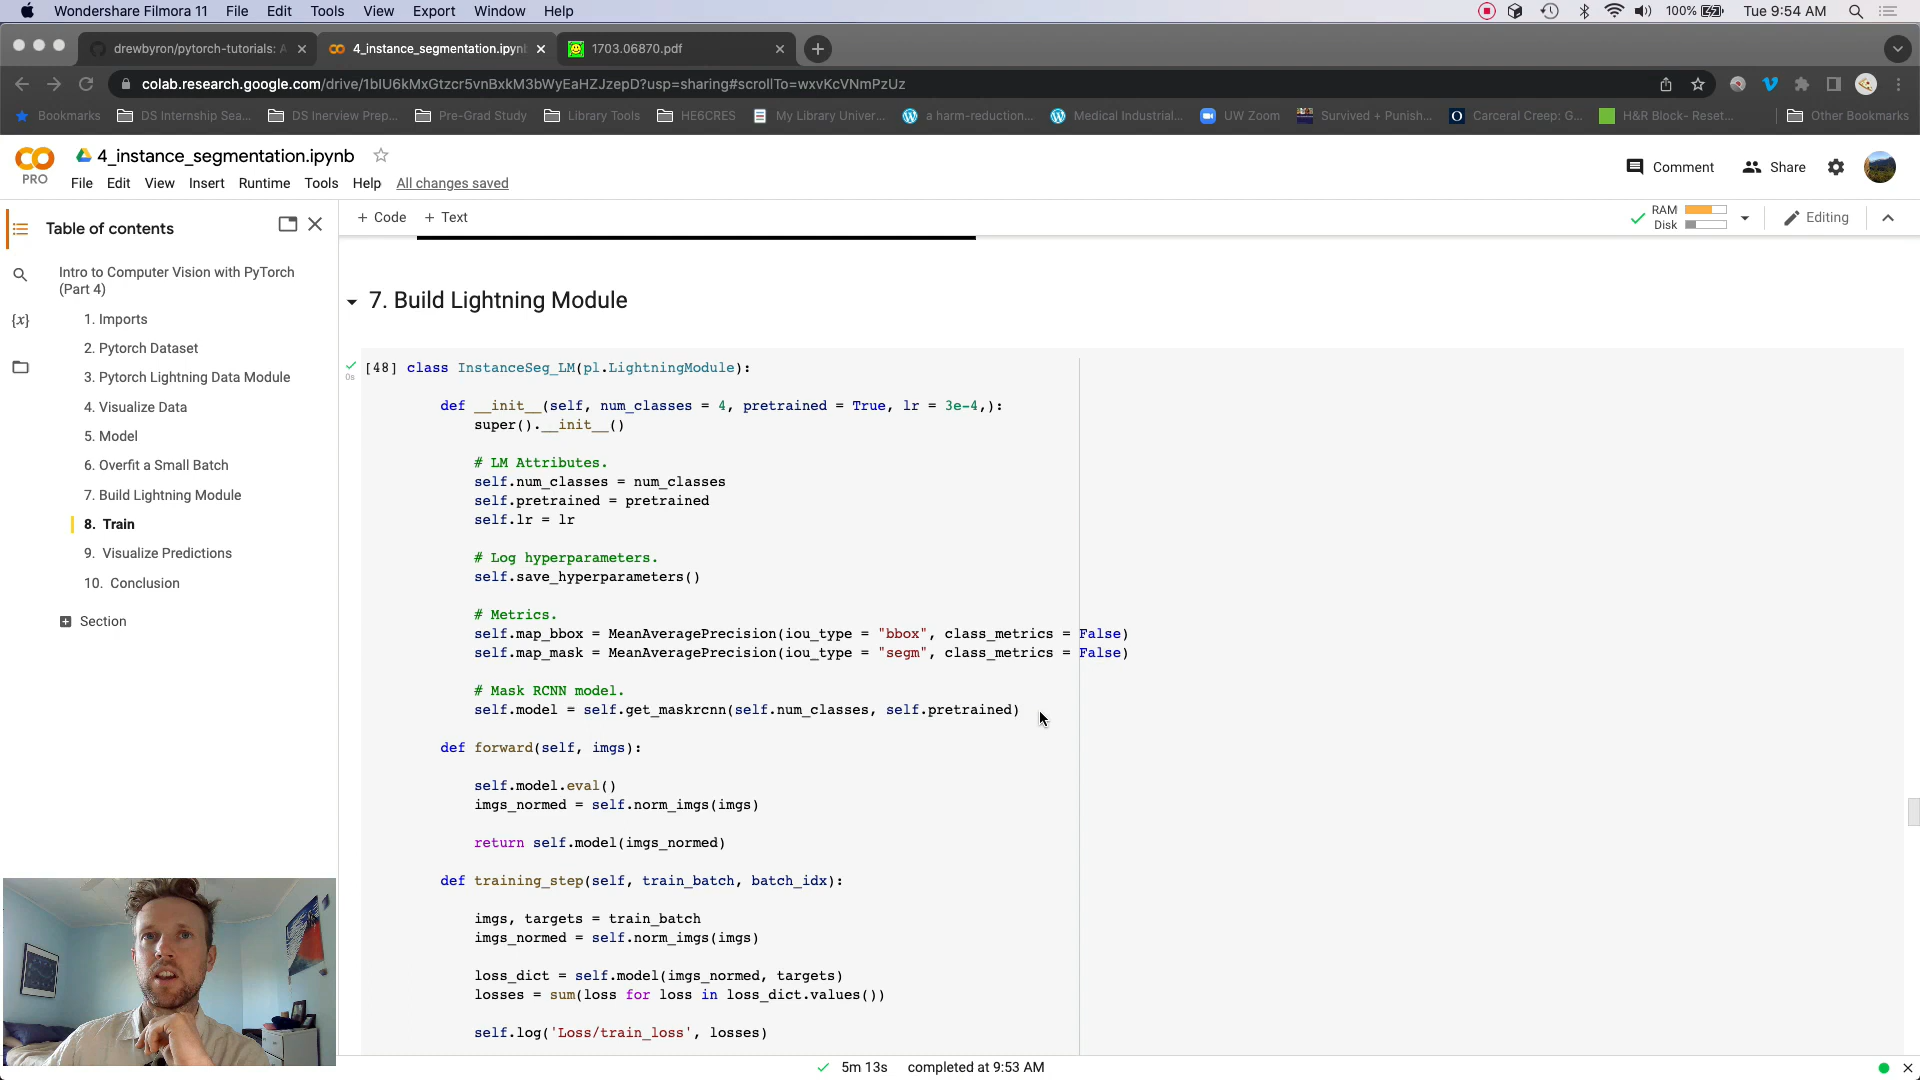 Wondershare Filmora 11 File Edit Tools View Export Window Help 100% Tue 9:54 AM
drewbyron/pytorch-tutorials: A 4_instance_segmentation.ipyn 1703.06870.pdf
colab.research.google.com/drive/1blU6kMxGtzcr5vnBxkM3bWyEaHZJzepD?usp=sharing#scrollTo=wxvKcVNmPzUz
Bookmarks DS Internship Sea... DS Inerview Prep... Pre-Grad Study Library Tools HE6CRES My Library Univer... a harm-reduction... Medical Industrial... UW Zoom Survived + Punish... Carceral Creep: G... H&R Block- Reset... Other Bookmarks
4_instance_segmentation.ipynb
PRO
File Edit View Insert Runtime Tools Help All changes saved
Comment Share
Table of contents
+ Code + Text
RAM
Disk
Editing
Intro to Computer Vision with PyTorch
(Part 4)
1. Imports
2. Pytorch Dataset
3. Pytorch Lightning Data Module
4. Visualize Data
5. Model
6. Overfit a Small Batch
7. Build Lightning Module
8. Train
9. Visualize Predictions
10. Conclusion
Section
{x}
7. Build Lightning Module
0s
[48] class InstanceSeg_LM(pl.LightningModule):
def __init__(self, num_classes = 4, pretrained = True, lr = 3e-4,):
super().__init__()
# LM Attributes.
self.num_classes = num_classes
self.pretrained = pretrained
self.lr = lr
# Log hyperparameters.
self.save_hyperparameters()
# Metrics.
self.map_bbox = MeanAveragePrecision(iou_type = "bbox", class_metrics = False)
self.map_mask = MeanAveragePrecision(iou_type = "segm", class_metrics = False)
# Mask RCNN model.
self.model = self.get_maskrcnn(self.num_classes, self.pretrained)
def forward(self, imgs):
self.model.eval()
imgs_normed = self.norm_imgs(imgs)
return self.model(imgs_normed)
def training_step(self, train_batch, batch_idx):
imgs, targets = train_batch
imgs_normed = self.norm_imgs(imgs)
loss_dict = self.model(imgs_normed, targets)
losses = sum(loss for loss in loss_dict.values())
self.log('Loss/train_loss', losses)
5m 13s completed at 9:53 AM